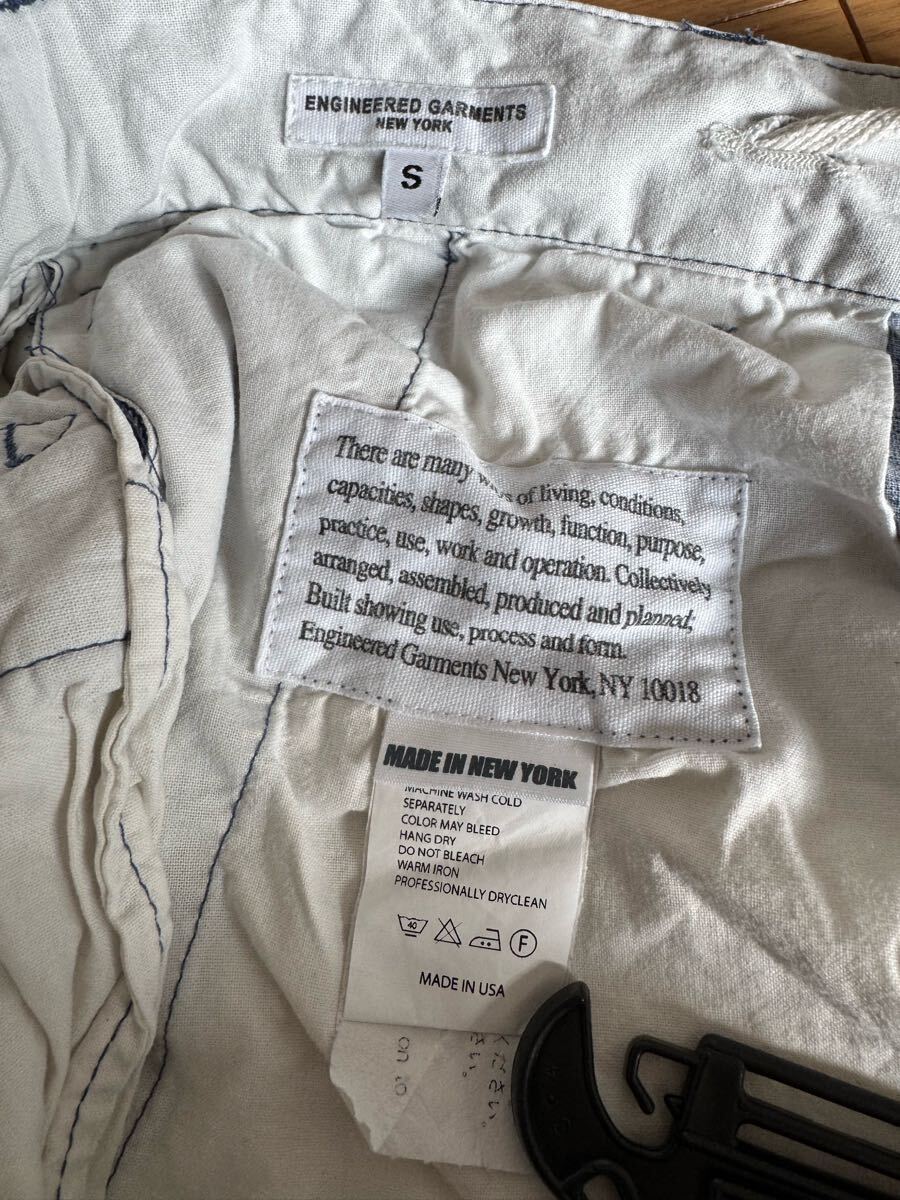 ENGINEERED GARMENTS
NEW YORK
S
There are many of living, conditions,
capacities, shapes, growth, function, purpose,
practice, use, work and operation. Collectively
arranged, assembled, produced and planned,
Built showing use, process and form.
Engineered Garments New York, NY 10018
MADE IN NEW YORK
MACHINE WASH COLD
SEPARATELY
COLOR MAY BLEED
HANG DRY
DO NOT BLEACH
WARM IRON
PROFESSIONALLY DRYCLEAN
40
F
MADE IN USA